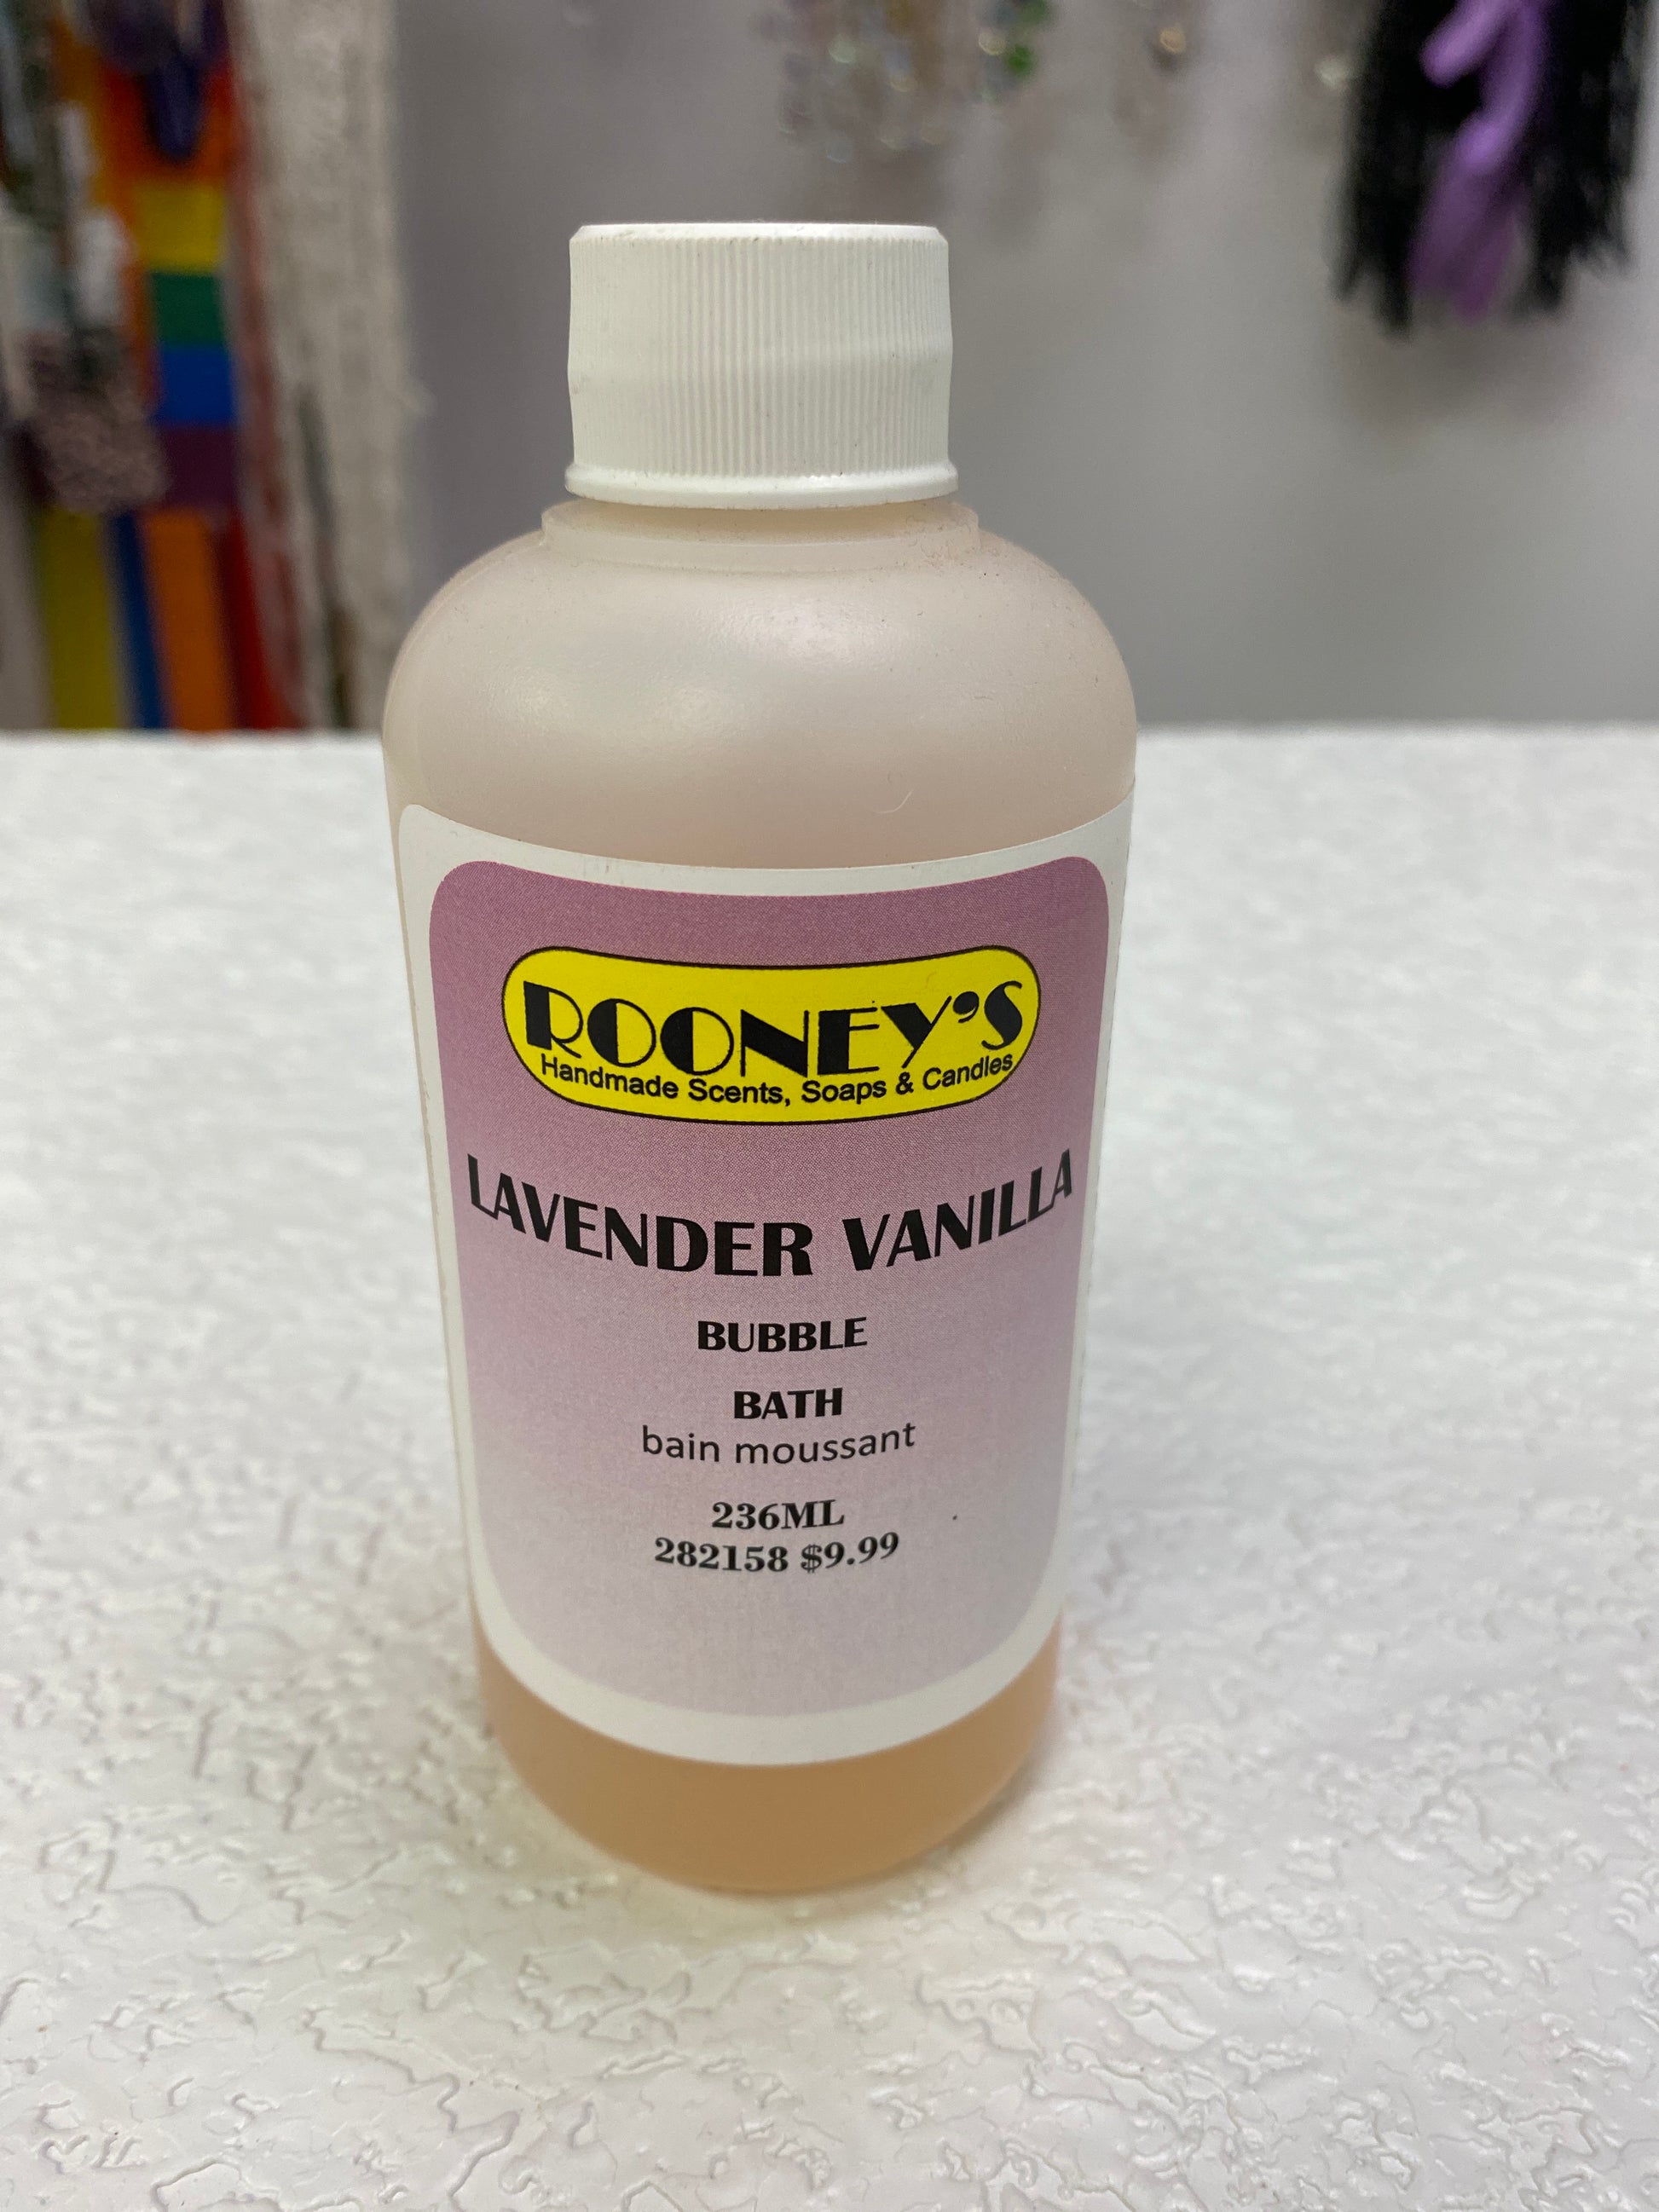 ROONEY'S
Handmade Scents, Soaps & Candles
LAVENDER VANILLA
BUBBLE
BATH
bain moussant
236ML
282158 $9.99